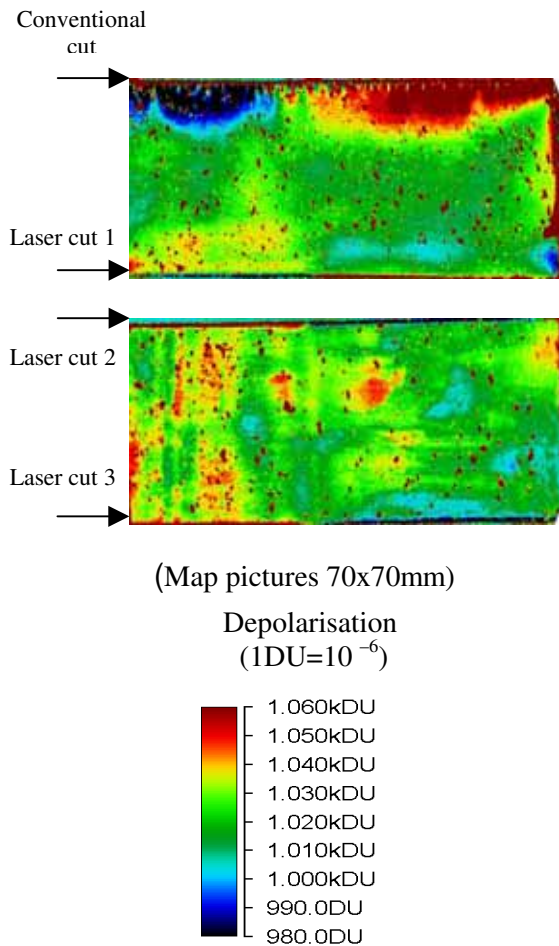 Conventional
cut
Laser cut 1
Laser cut 2
Laser cut 3
(Map pictures 70x70mm)
Depolarisation
(1DU=10 –6)
1.060kDU
1.050kDU
1.040kDU
1.030kDU
1.020kDU
1.010kDU
1.000kDU
990.0DU
980.0DU